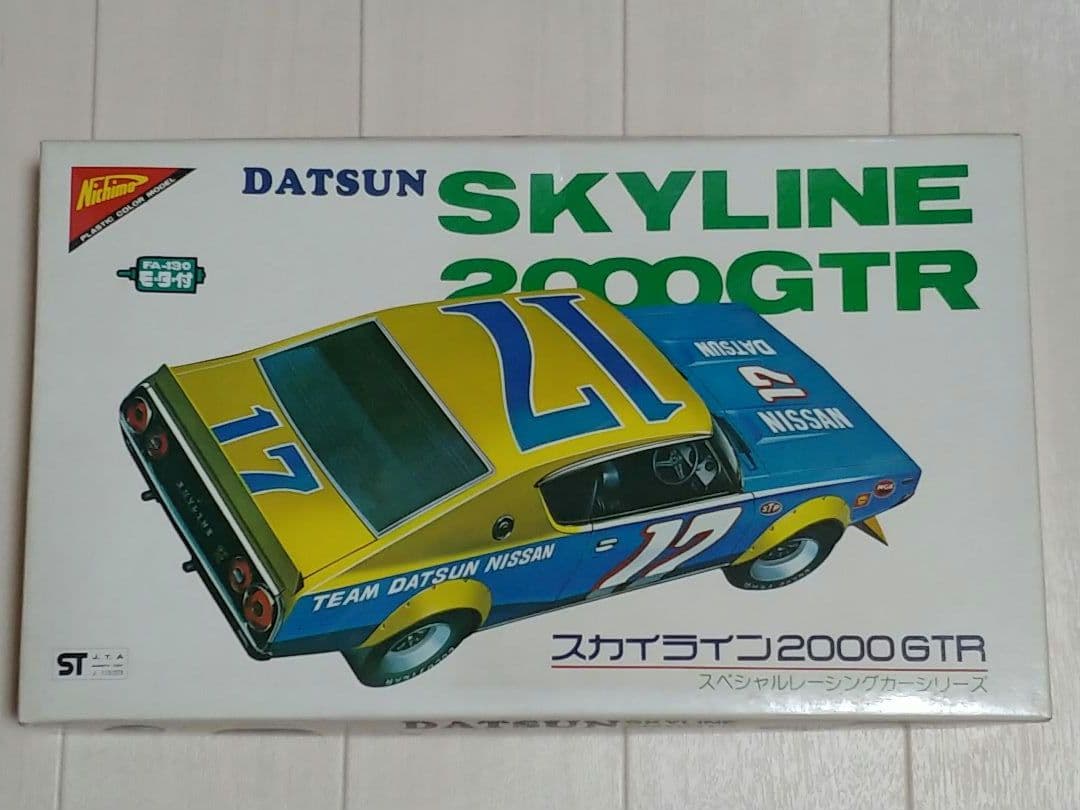 Nichimo
PLASTIC COLOR MODEL
DATSUN SKYLINE
2000GTR
FA-130
モーター付
17
17
DATSUN
17
NISSAN
SKYLINE
STP
NGK
17
TEAM DATSUN NISSAN
スカイライン2000GTR
スペシャルレーシングカーシリーズ
ST J.T.A
DATSUN SKYLINE